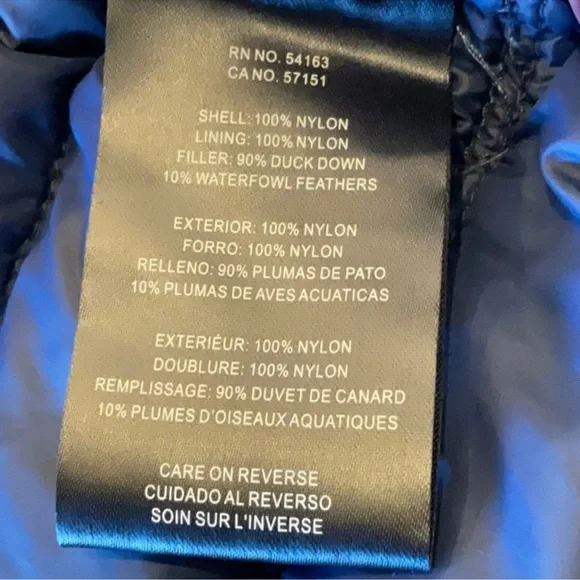 RN NO. 54163
CA NO. 57151
SHELL: 100% NYLON
LINING: 100% NYLON
FILLER: 90% DUCK DOWN
10% WATERFOWL FEATHERS
EXTERIOR: 100% NYLON
FORRO: 100% NYLON
RELLENO: 90% PLUMAS DE PATO
10% PLUMAS DE AVES ACUATICAS
EXTERIÉUR: 100% NYLON
DOUBLURE: 100% NYLON
REMPLISSAGE: 90% DUVET DE CANARD
10% PLUMES D'OISEAUX AQUATIQUES
CARE ON REVERSE
CUIDADO AL REVERSO
SOIN SUR L'INVERSE